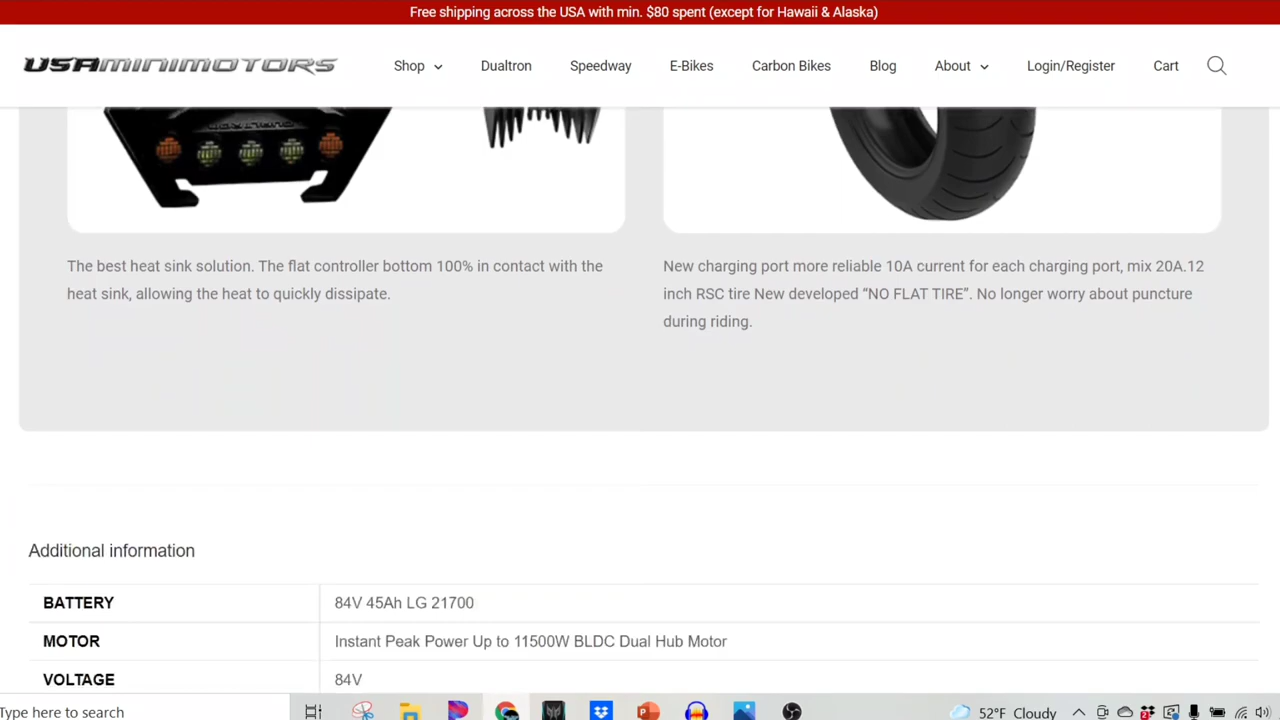 Free shipping across the USA with min. $80 spent (except for Hawaii & Alaska)
USAMINIMOTORS
Shop Dualtron Speedway E-Bikes Carbon Bikes Blog About Login/Register Cart
The best heat sink solution. The flat controller bottom 100% in contact with the
heat sink, allowing the heat to quickly dissipate.
New charging port more reliable 10A current for each charging port, mix 20A.12
inch RSC tire New developed “NO FLAT TIRE”. No longer worry about puncture
during riding.
Additional information
BATTERY 84V 45Ah LG 21700
MOTOR Instant Peak Power Up to 11500W BLDC Dual Hub Motor
VOLTAGE 84V
Type here to search
52°F Cloudy